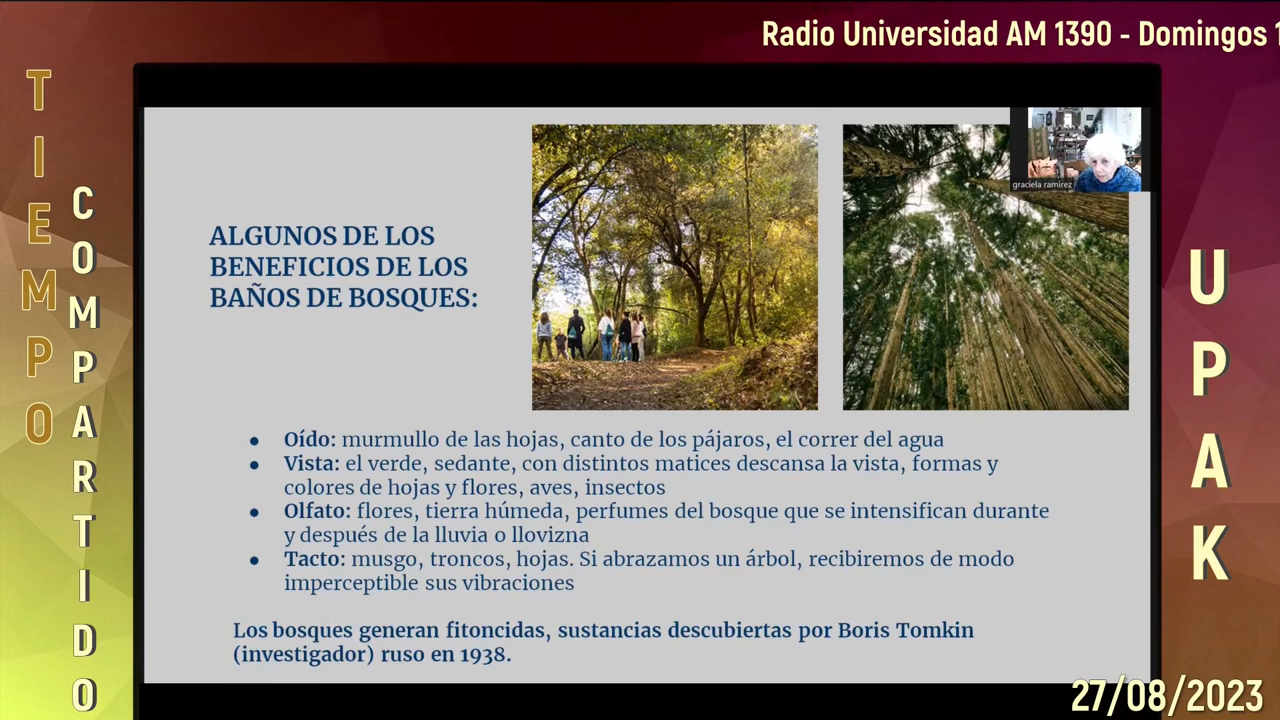 Radio Universidad AM 1390 - Domingos 1
TIEMPO
COMPARTIDO
graciela ramirez
ALGUNOS DE LOS
BENEFICIOS DE LOS
BAÑOS DE BOSQUES:
● Oído: murmullo de las hojas, canto de los pájaros, el correr del agua
● Vista: el verde, sedante, con distintos matices descansa la vista, formas y
colores de hojas y flores, aves, insectos
● Olfato: flores, tierra húmeda, perfumes del bosque que se intensifican durante
y después de la lluvia o llovizna
● Tacto: musgo, troncos, hojas. Si abrazamos un árbol, recibiremos de modo
imperceptible sus vibraciones
Los bosques generan fitoncidas, sustancias descubiertas por Boris Tomkin
(investigador) ruso en 1938.
UPAK
27/08/2023